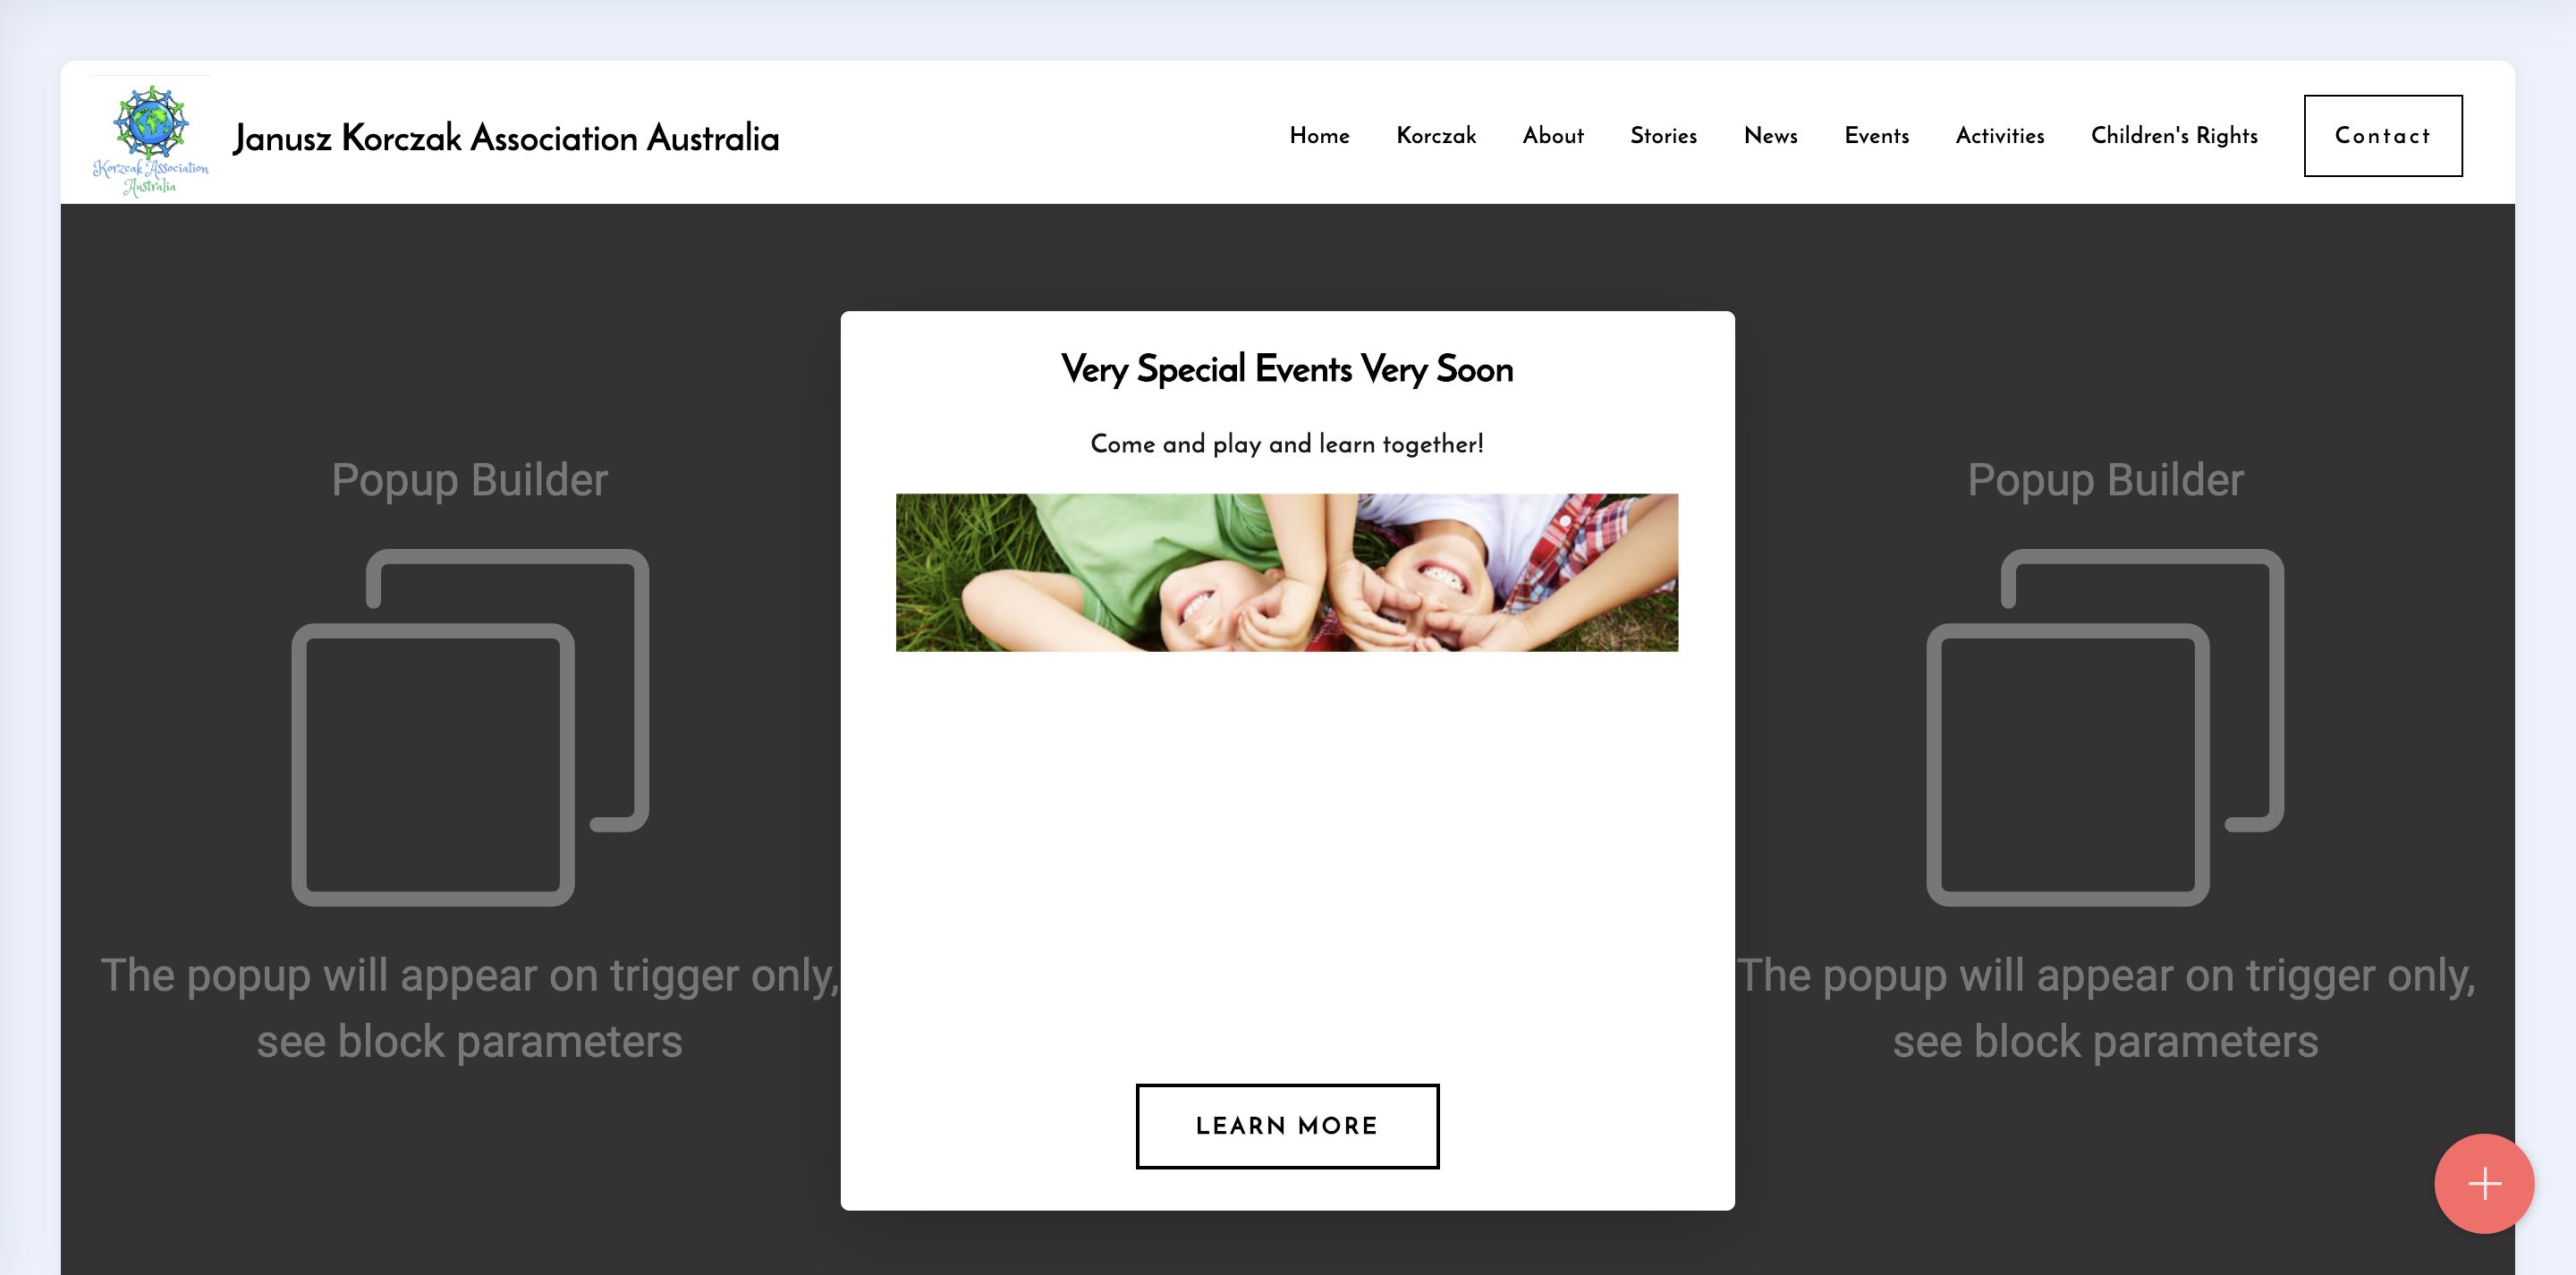 Korzcak Association
Australia
Janusz Korczak Association Australia
Home Korczak About Stories News Events Activities Children's Rights Contact
Very Special Events Very Soon
Come and play and learn together!
Popup Builder
The popup will appear on trigger only,
see block parameters
Popup Builder
The popup will appear on trigger only,
see block parameters
LEARN MORE